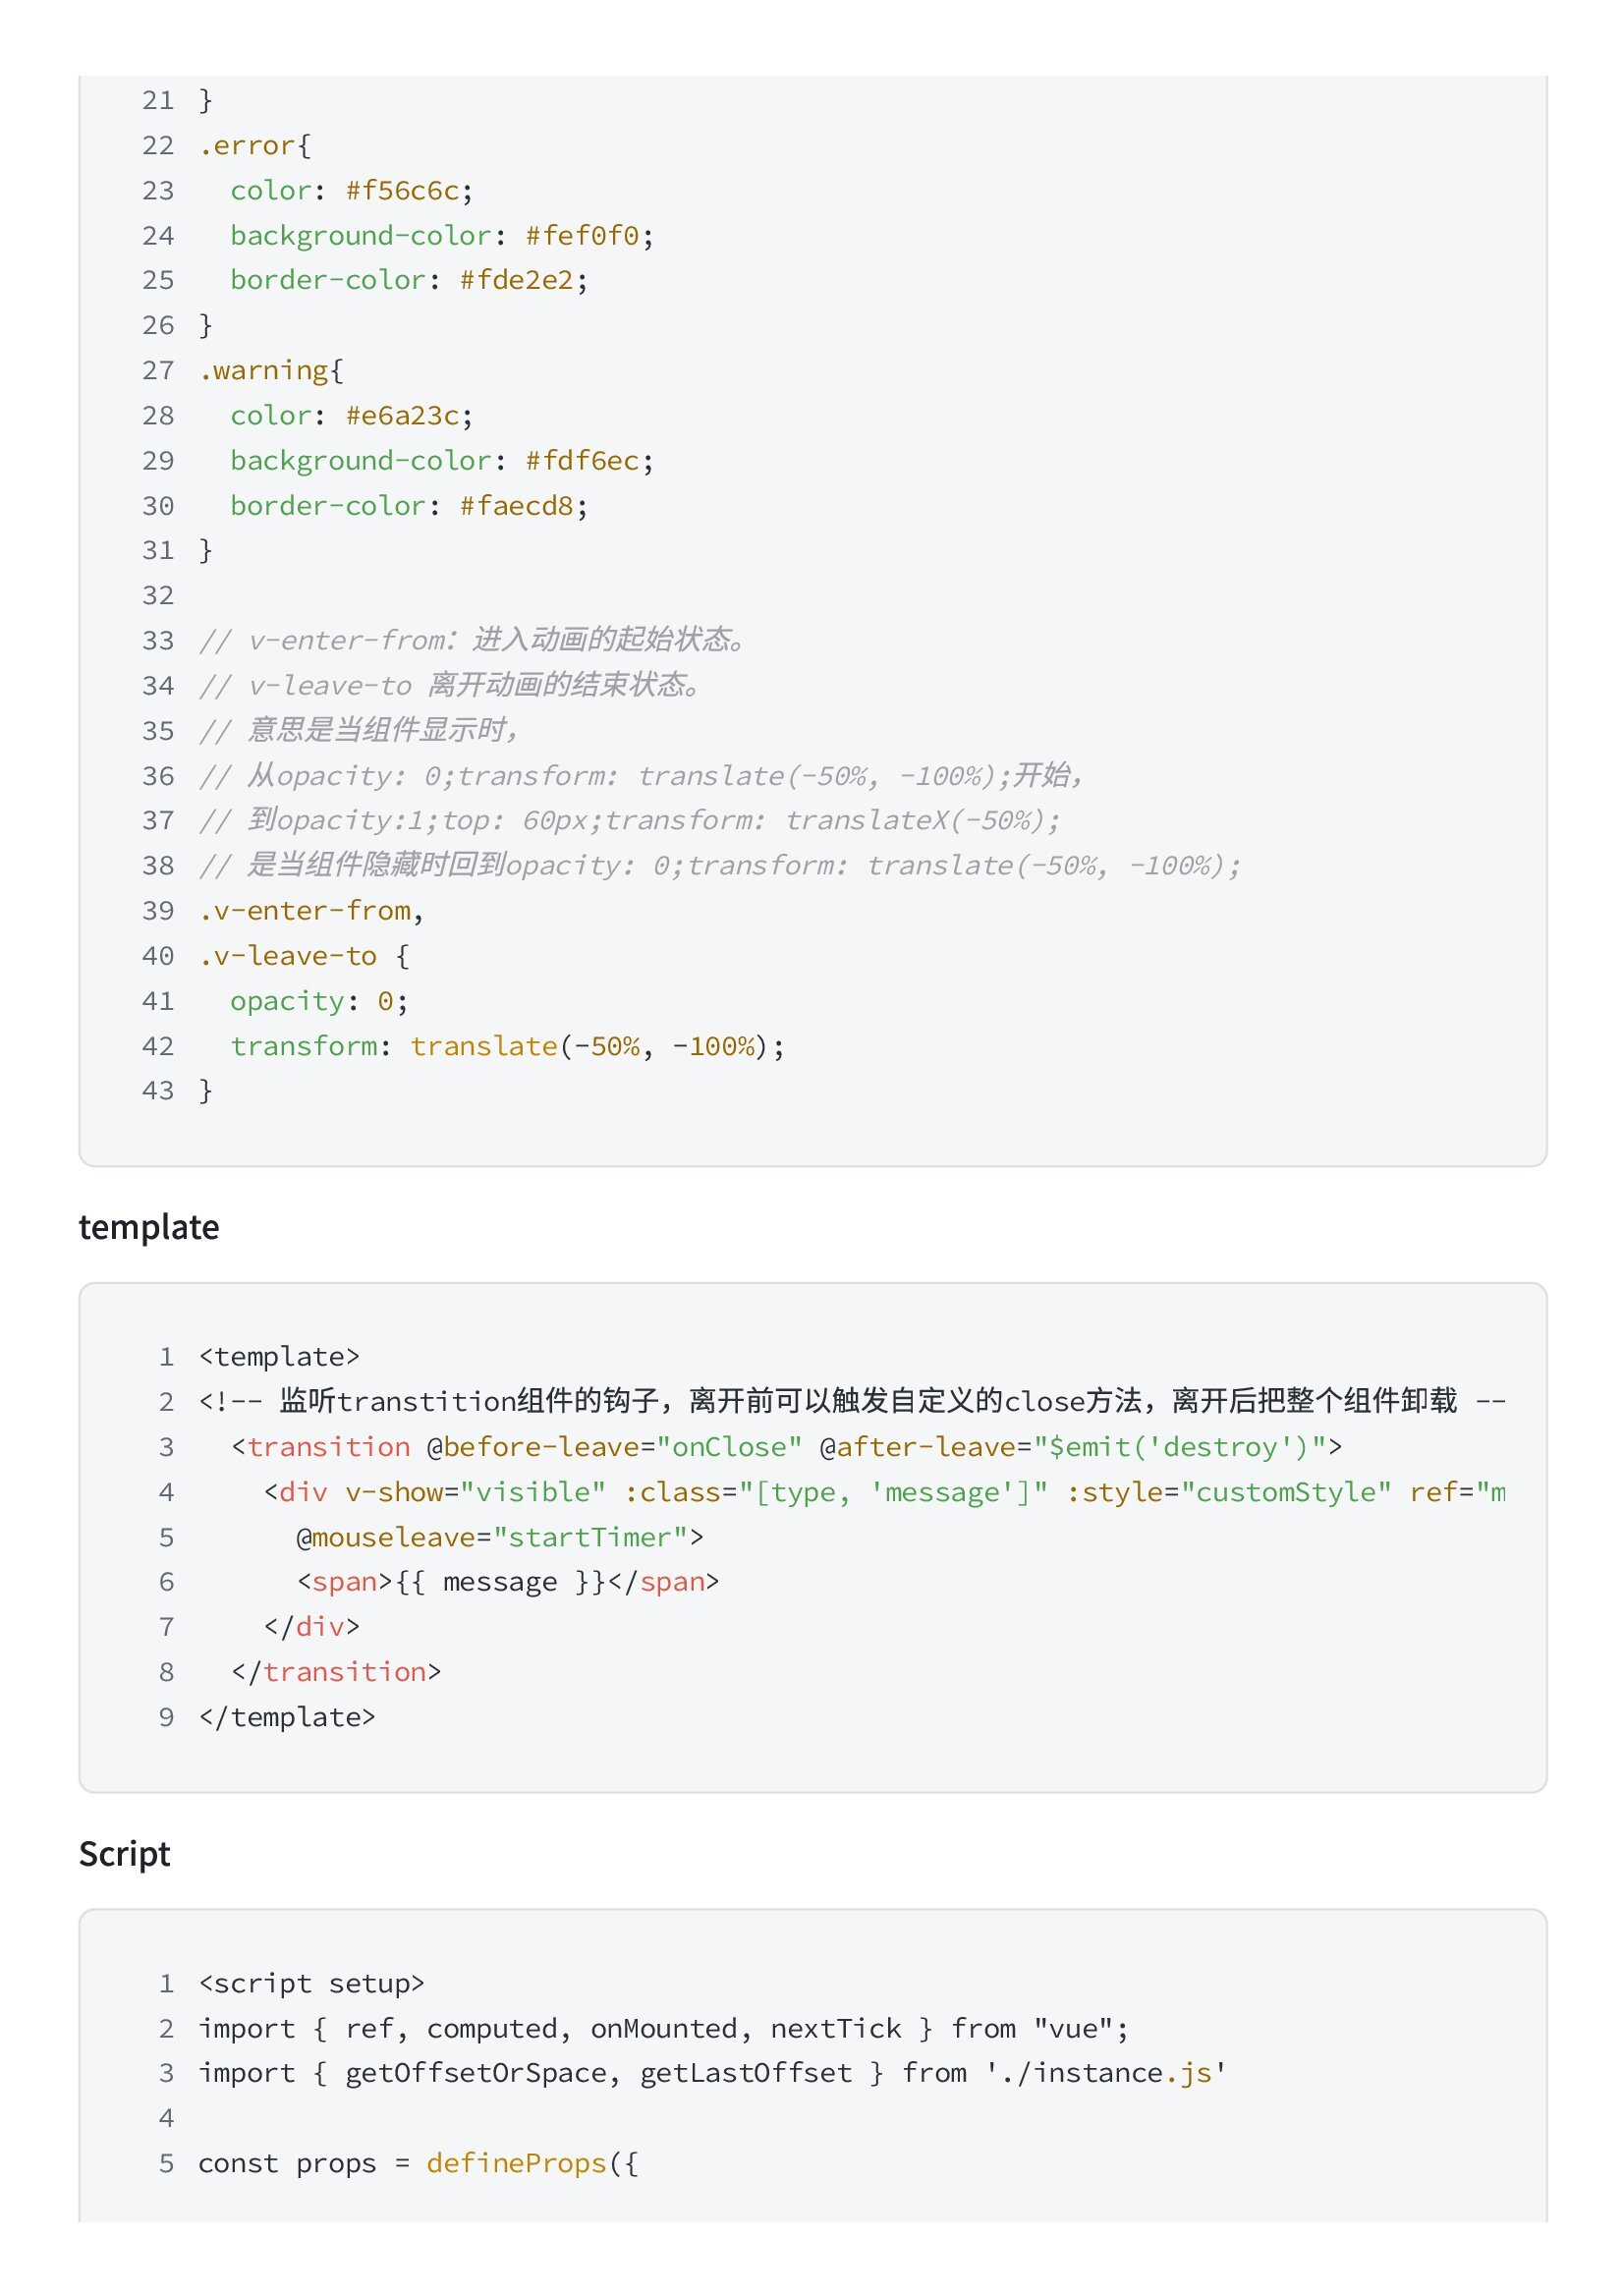 21 }
22 .error{
23   color: #f56c6c;
24   background-color: #fef0f0;
25   border-color: #fde2e2;
26 }
27 .warning{
28   color: #e6a23c;
29   background-color: #fdf6ec;
30   border-color: #faecd8;
31 }
32
33 // v-enter-from：进入动画的起始状态。
34 // v-leave-to 离开动画的结束状态。
35 // 意思是当组件显示时，
36 // 从opacity: 0;transform: translate(-50%, -100%);开始，
37 // 到opacity:1;top: 60px;transform: translateX(-50%);
38 // 是当组件隐藏时回到opacity: 0;transform: translate(-50%, -100%);
39 .v-enter-from,
40 .v-leave-to {
41   opacity: 0;
42   transform: translate(-50%, -100%);
43 }
template
1 <template>
2 <!-- 监听transtition组件的钩子，离开前可以触发自定义的close方法，离开后把整个组件卸载 --
3   <transition @before-leave="onClose" @after-leave="$emit('destroy')">
4     <div v-show="visible" :class="[type, 'message']" :style="customStyle" ref="m
5       @mouseleave="startTimer">
6       <span>{{ message }}</span>
7     </div>
8   </transition>
9 </template>
Script
1 <script setup>
2 import { ref, computed, onMounted, nextTick } from "vue";
3 import { getOffsetOrSpace, getLastOffset } from './instance.js'
4
5 const props = defineProps({